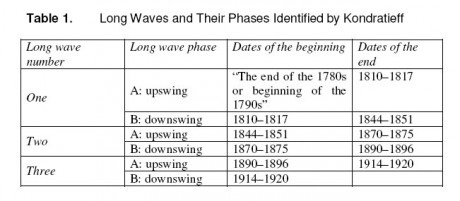 Table 1. Long Waves and Their Phases Identified by Kondratieff
Long wave number Long wave phase Dates of the beginning Dates of the end
One A: upswing “The end of the 1780s or beginning of the 1790s” 1810–1817
B: downswing 1810–1817 1844–1851
Two A: upswing 1844–1851 1870–1875
B: downswing 1870–1875 1890–1896
Three A: upswing 1890–1896 1914–1920
B: downswing 1914–1920